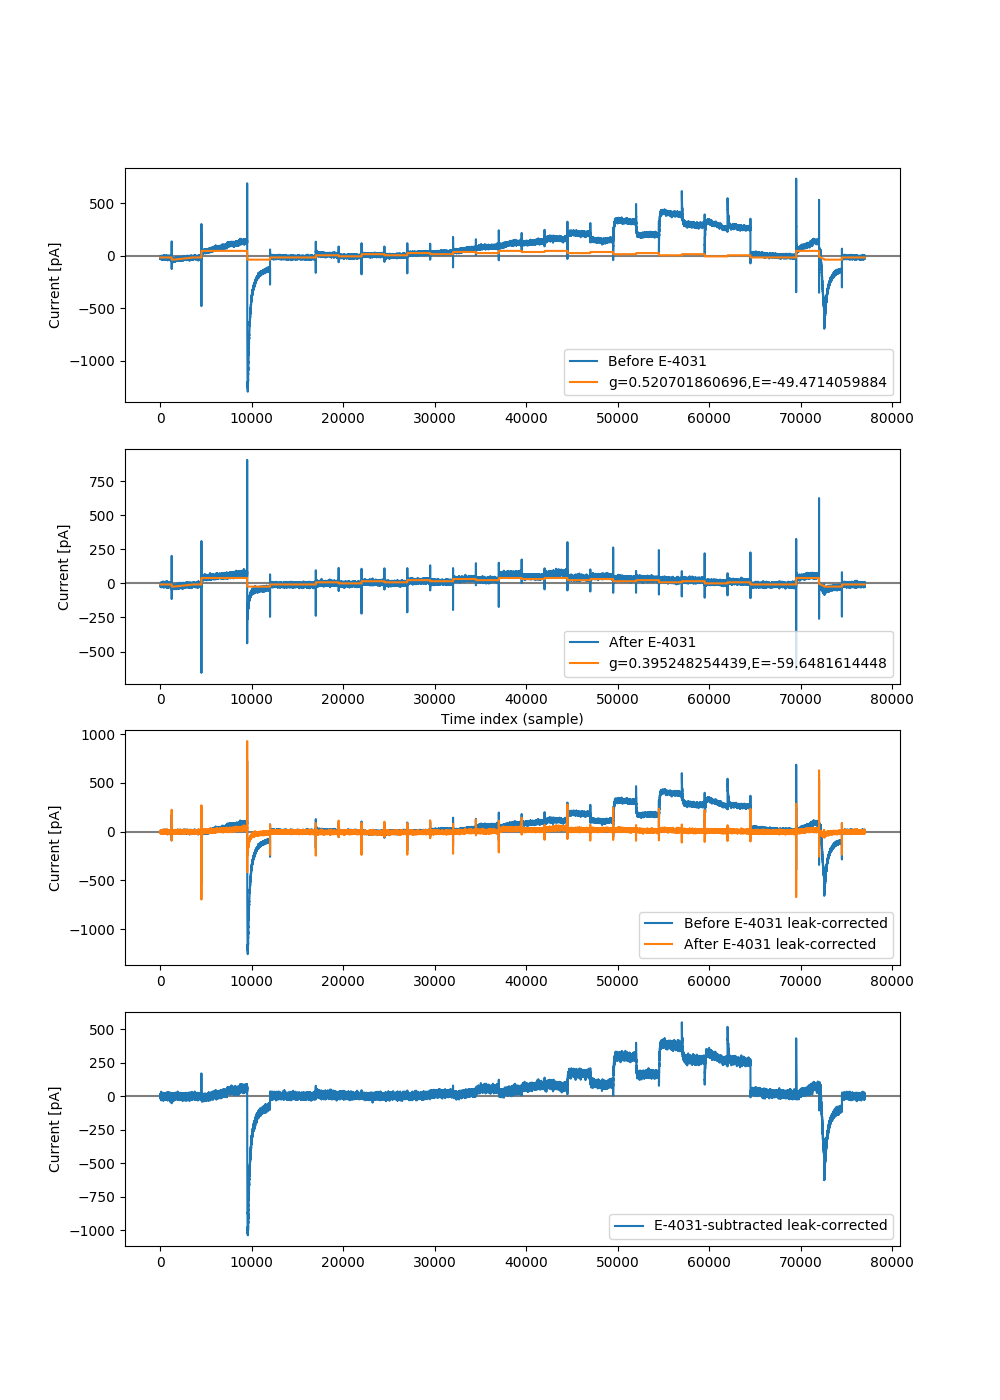 500
0
−500
−1000
Current [pA]
Before E-4031
g=0.520701860696,E=-49.4714059884
0 10000 20000 30000 40000 50000 60000 70000 80000
750
500
250
0
−250
−500
Current [pA]
After E-4031
g=0.395248254439,E=-59.6481614448
0 10000 20000 30000 40000 50000 60000 70000 80000
Time index (sample)
1000
500
0
−500
−1000
Current [pA]
Before E-4031 leak-corrected
After E-4031 leak-corrected
0 10000 20000 30000 40000 50000 60000 70000 80000
500
250
0
−250
−500
−750
−1000
Current [pA]
E-4031-subtracted leak-corrected
0 10000 20000 30000 40000 50000 60000 70000 80000